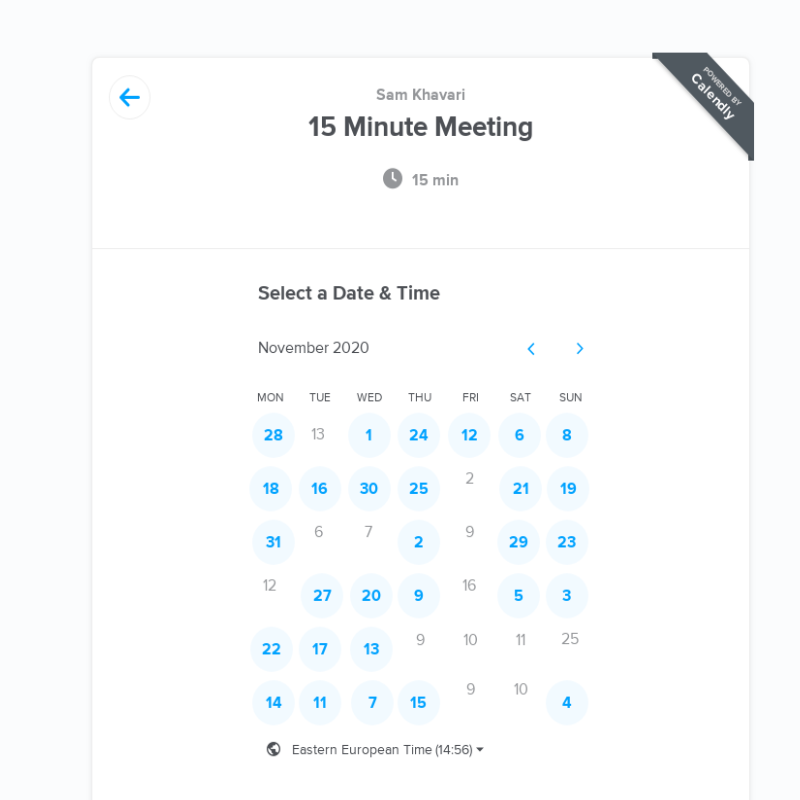 Sam Khavari
POWERED BY
Calendly
15 Minute Meeting
15 min
Select a Date & Time
November 2020
MON TUE WED THU FRI SAT SUN
28 13 1 24 12 6 8
18 16 30 25 2 21 19
31 6 7 2 9 29 23
12 27 20 9 16 5 3
22 17 13 9 10 11 25
14 11 7 15 9 10 4
Eastern European Time (14:56)